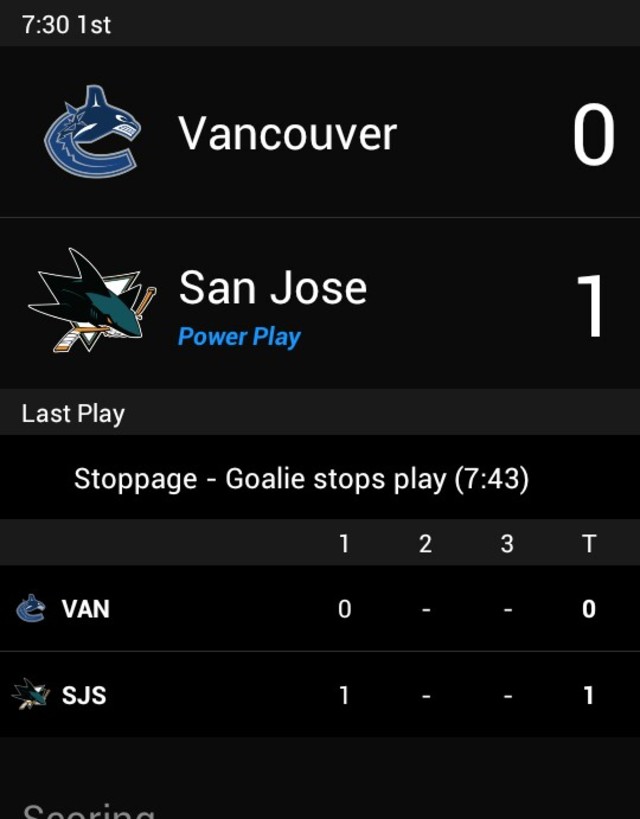 7:30 1st
Vancouver 0
San Jose 1
Power Play
Last Play
Stoppage - Goalie stops play (7:43)
1 2 3 T
VAN 0 - - 0
SJS 1 - - 1
Scoring